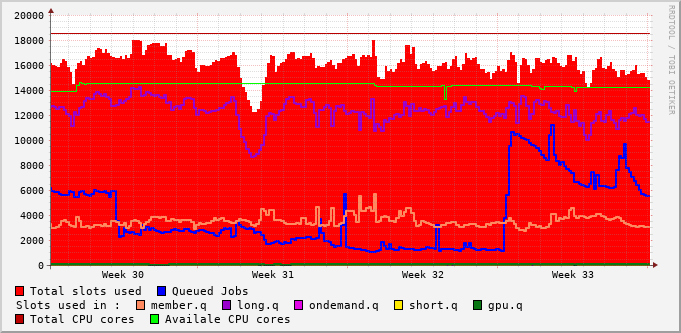 20000
18000
16000
14000
12000
10000
8000
6000
4000
2000
0
Week 30 Week 31 Week 32 Week 33
RRDTOOL / TOBI OETIKER
Total slots used Queued Jobs
Slots used in : member.q long.q ondemand.q short.q gpu.q
Total CPU cores Availale CPU cores